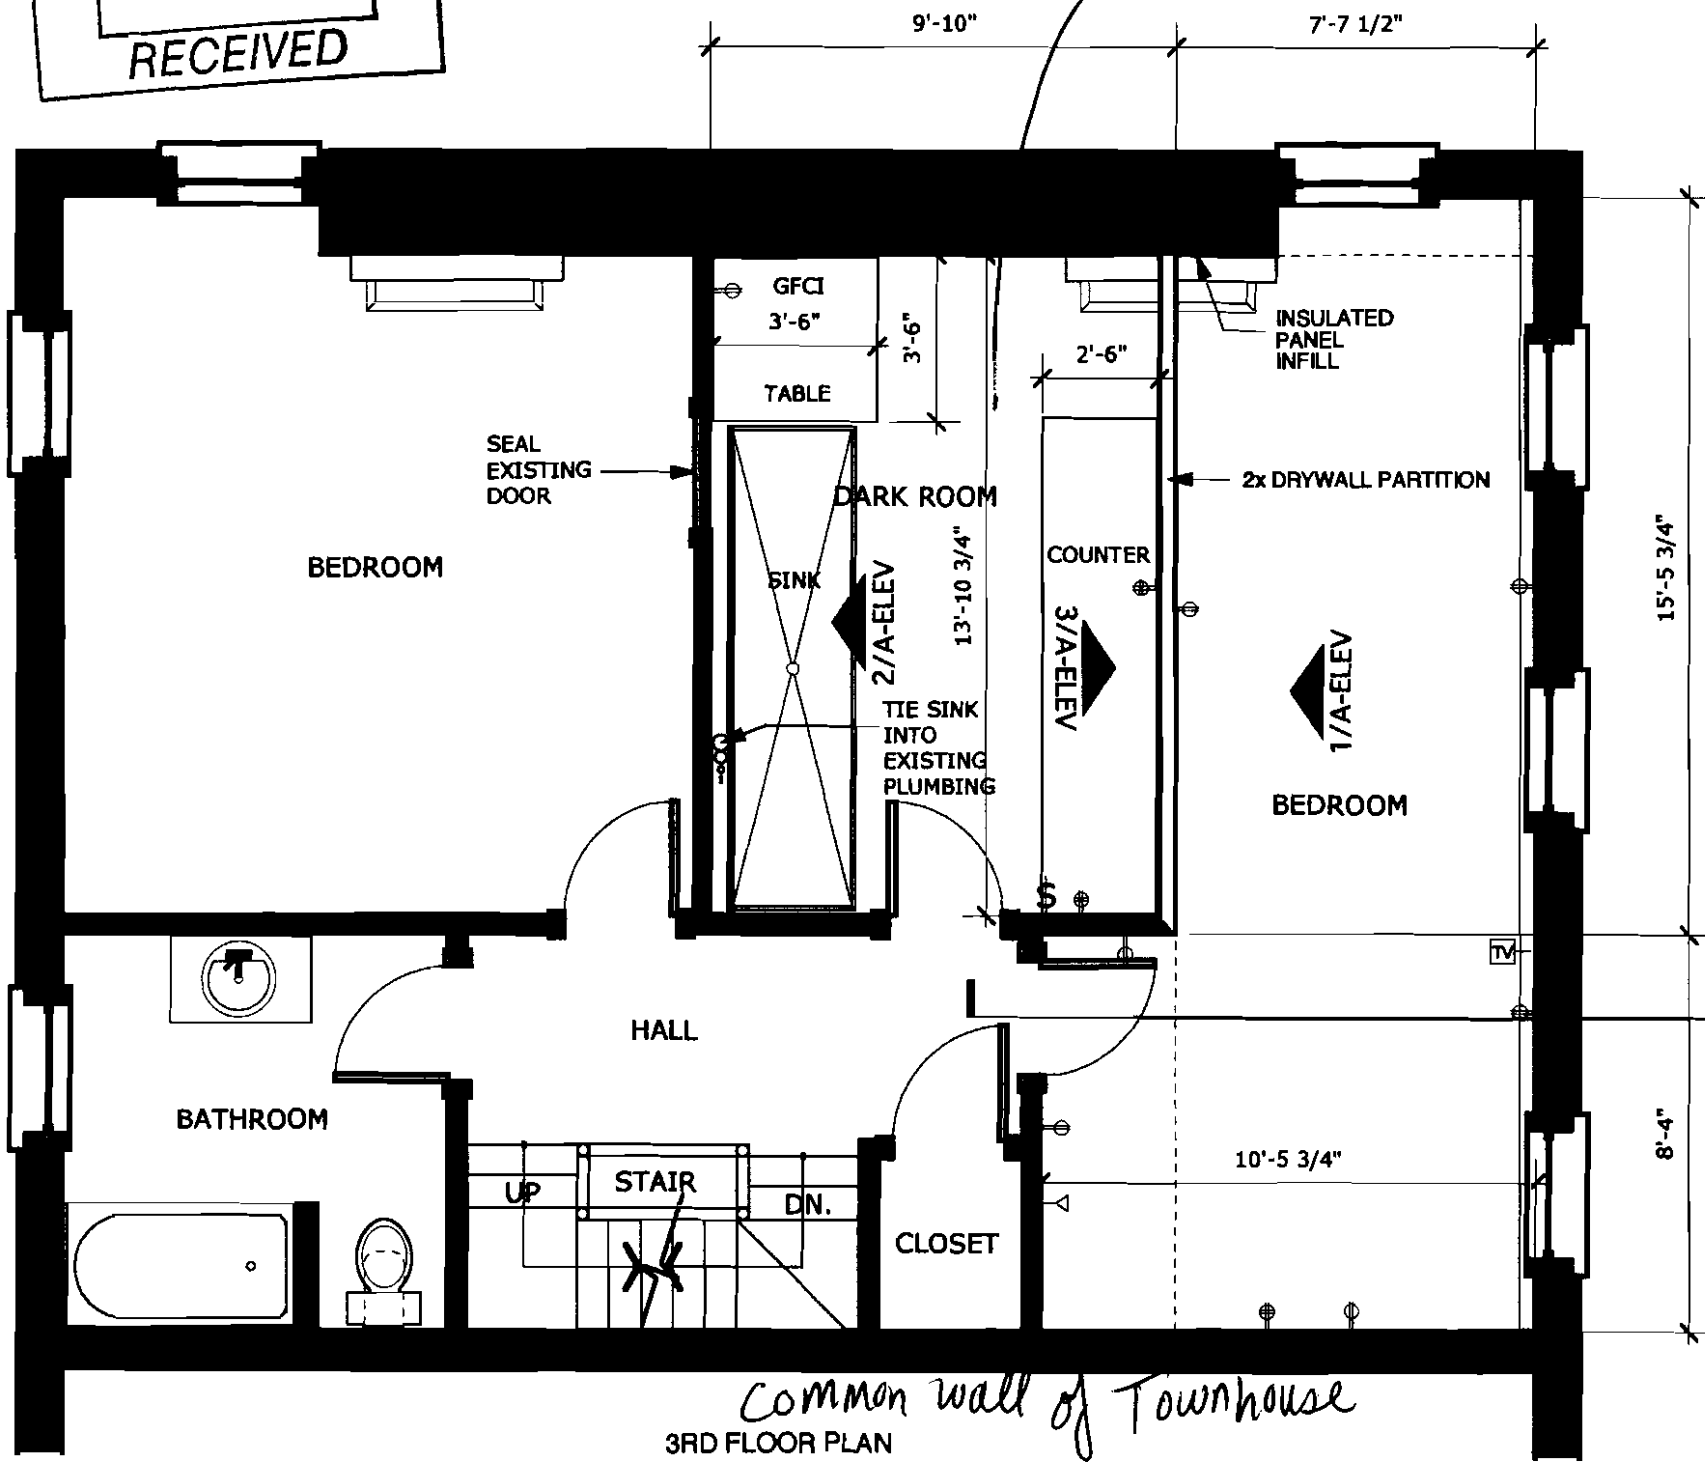 RECEIVED
9'-10"
7'-7 1/2"
GFCI
3'-6"
3'-6"
TABLE
2'-6"
INSULATED
PANEL
INFILL
SEAL
EXISTING
DOOR
DARK ROOM
2x DRYWALL PARTITION
15'-5 3/4"
BEDROOM
SINK
2/A-ELEV
13'-10 3/4"
COUNTER
3/A-ELEV
1/A-ELEV
TIE SINK
INTO
EXISTING
PLUMBING
BEDROOM
S
TV
HALL
BATHROOM
8'-4"
10'-5 3/4"
UP
STAIR
DN.
CLOSET
Common wall of Townhouse
3RD FLOOR PLAN